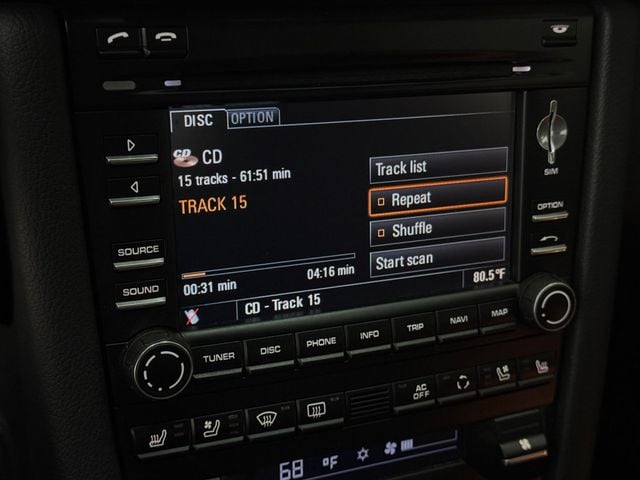 DISC OPTION
CD
15 tracks - 61:51 min
TRACK 15
Track list
Repeat
Shuffle
Start scan
00:31 min
04:16 min
CD - Track 15
80.5°F
SIM
OPTION
SOURCE
SOUND
TUNER DISC PHONE INFO TRIP NAVI MAP
AC OFF
68 °F